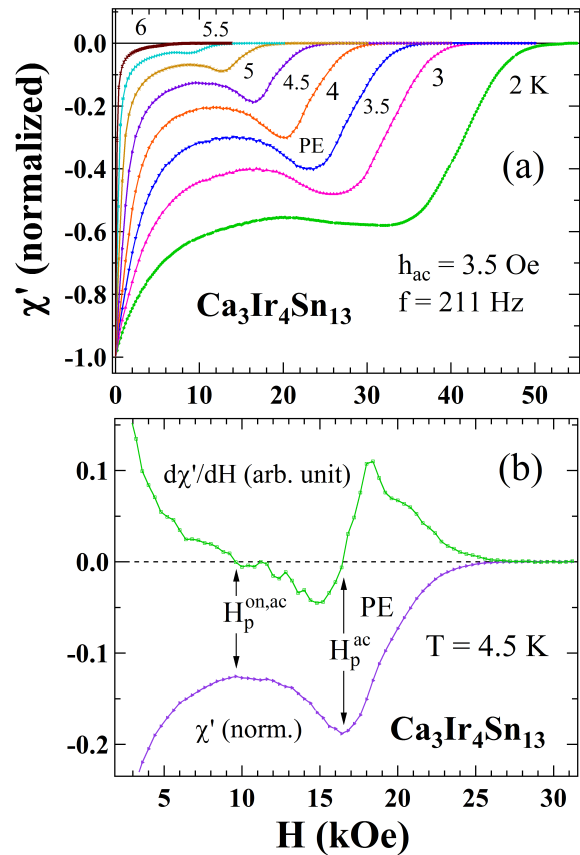 6
5.5
5
4.5
4
3.5
3
2 K
PE
(a)
h_ac = 3.5 Oe
f = 211 Hz
Ca₃Ir₄Sn₁₃
χ' (normalized)
0.0
-0.2
-0.4
-0.6
-0.8
-1.0
0 10 20 30 40 50
dχ'/dH (arb. unit)
(b)
H_p^on,ac
H_p^ac
PE
T = 4.5 K
χ' (norm.)
Ca₃Ir₄Sn₁₃
0.1
0.0
-0.1
-0.2
5 10 15 20 25 30
H (kOe)